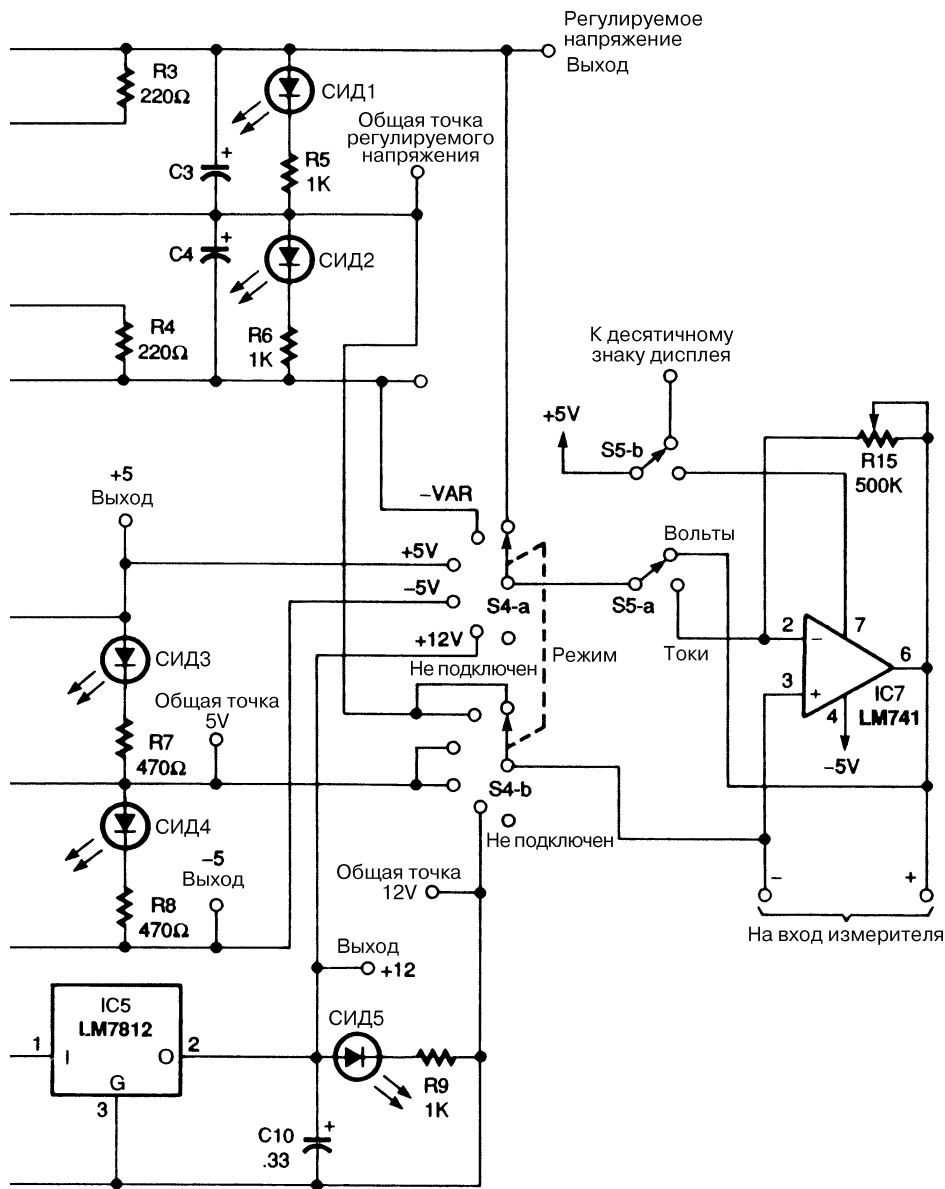 Регулируемое
напряжение
Выход
R3
220Ω
СИД1
Общая точка
регулируемого
напряжения
C3
+
R5
1K
C4
+
СИД2
R4
220Ω
R6
1K
К десятичному
знаку дисплея
+5V
S5-b
R15
500K
+5
Выход
−VAR
+5V
−5V
S4-a
Вольты
S5-a
+12V
Не подключен
Режим
Токи
2
−
7
6
3
+
4
IC7
LM741
−5V
СИД3
Общая точка
5V
R7
470Ω
S4-b
Не подключен
СИД4
−5
Выход
R8
470Ω
Общая точка
12V
−
+
На вход измерителя
Выход
+12
IC5
LM7812
1
I
O
2
G
3
СИД5
R9
1K
C10
.33
+